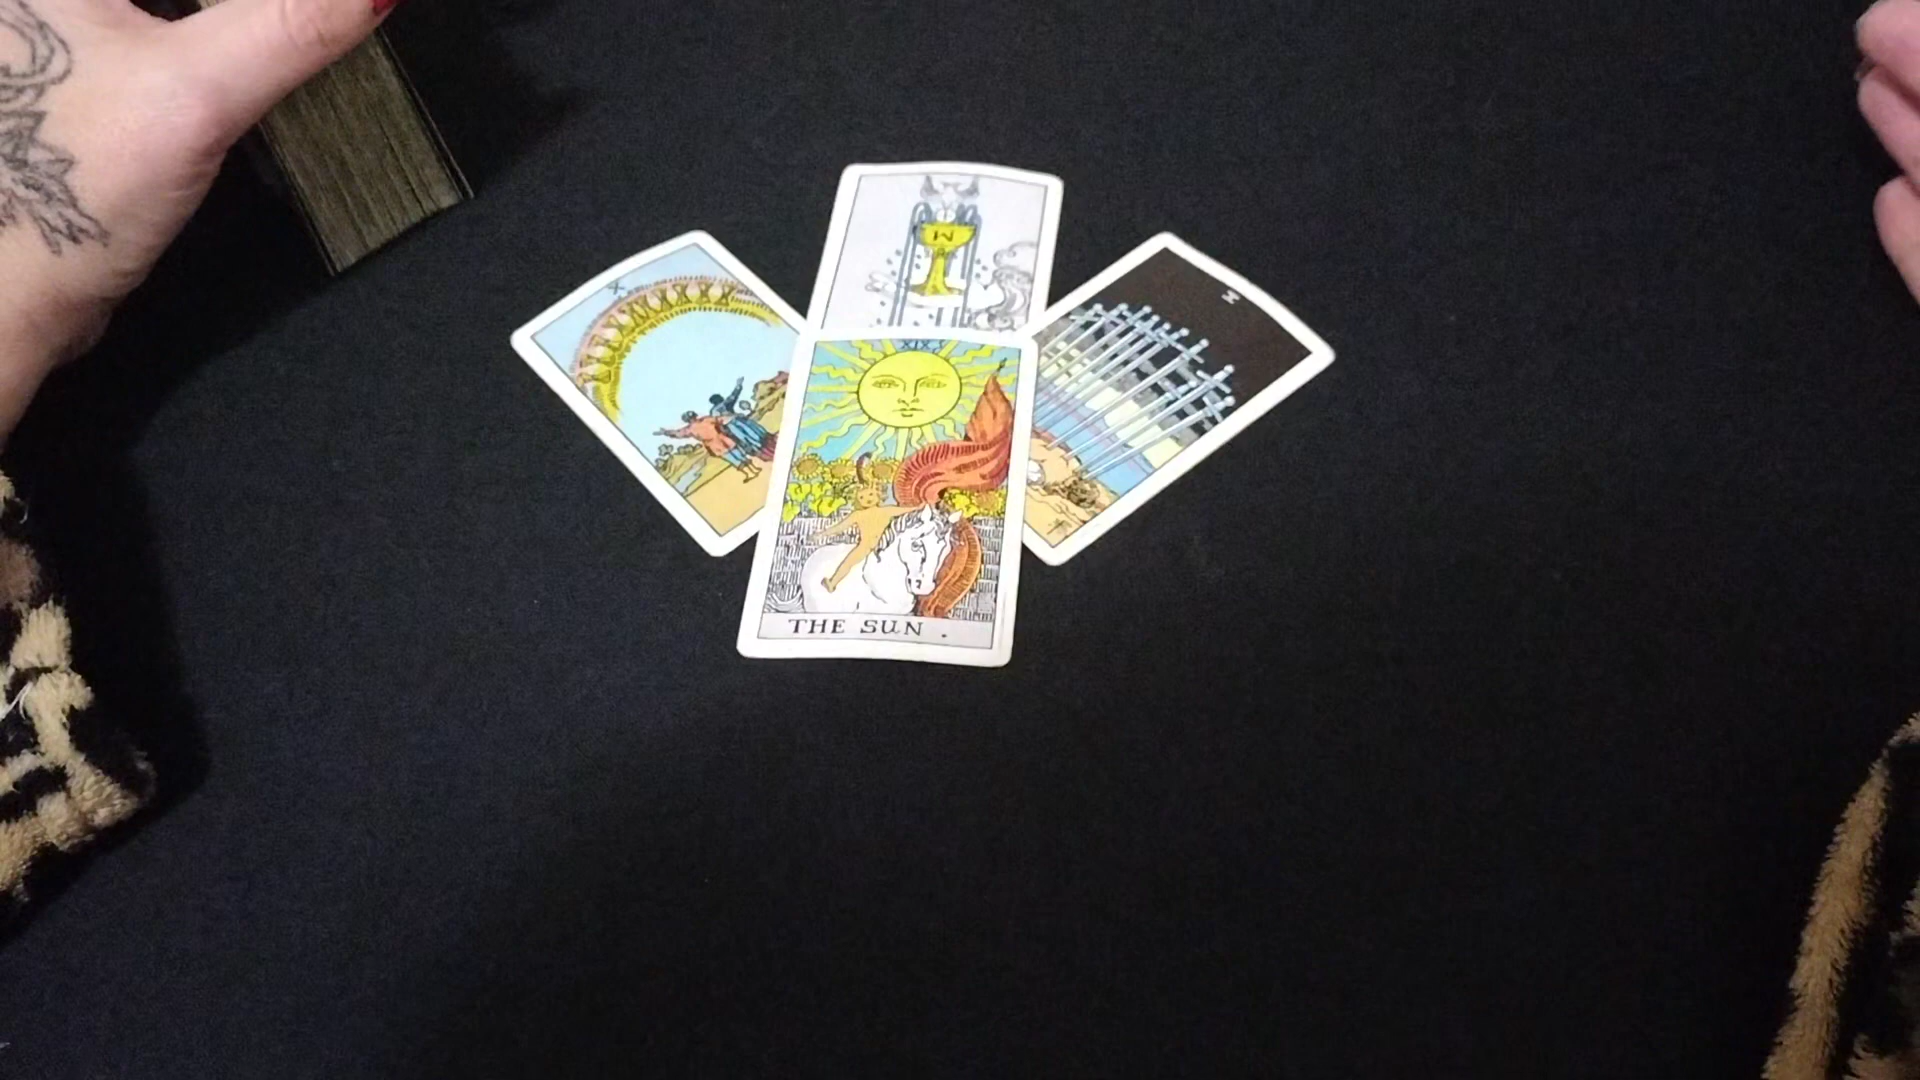 X
XIX
X
THE SUN .